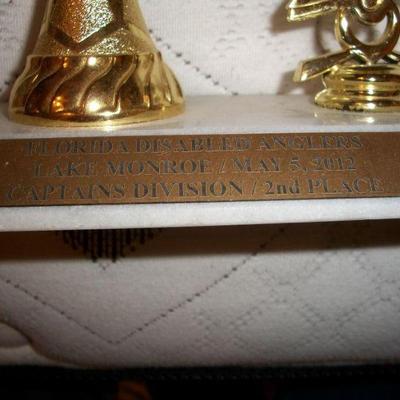 FLORIDA DISABLED ANGLERS
LAKE MONROE / MAY 5, 2012
CAPTAINS DIVISION / 2nd PLACE